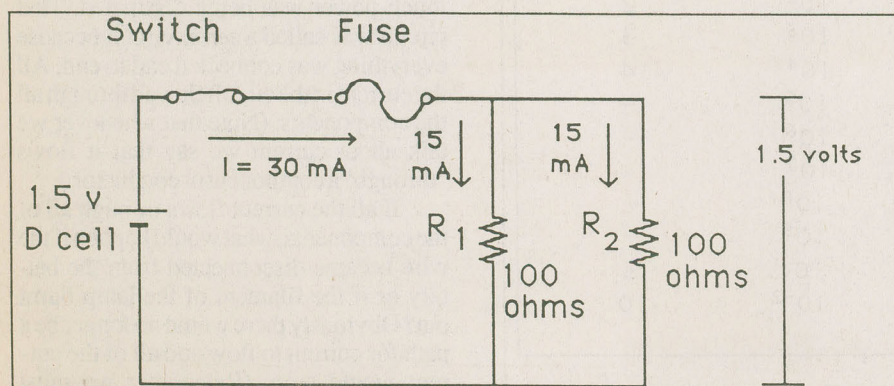 Switch Fuse
I = 30 mA
15
mA
15
mA
1.5 volts
1.5 v
D cell
R
100
ohms
R2
100
ohms